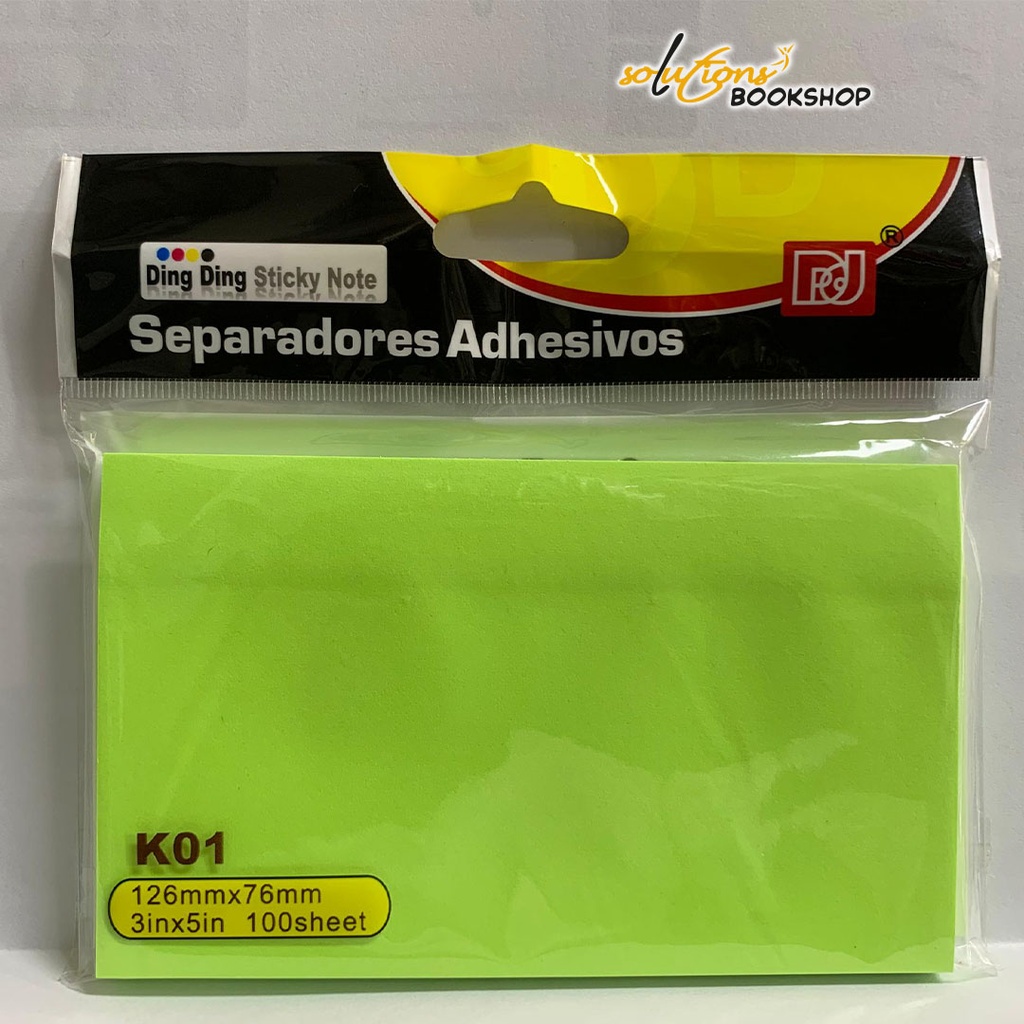 solutions
BOOKSHOP
Ding Ding Sticky Note
Separadores Adhesivos
®
K01
126mmx76mm
3inx5in 100sheet